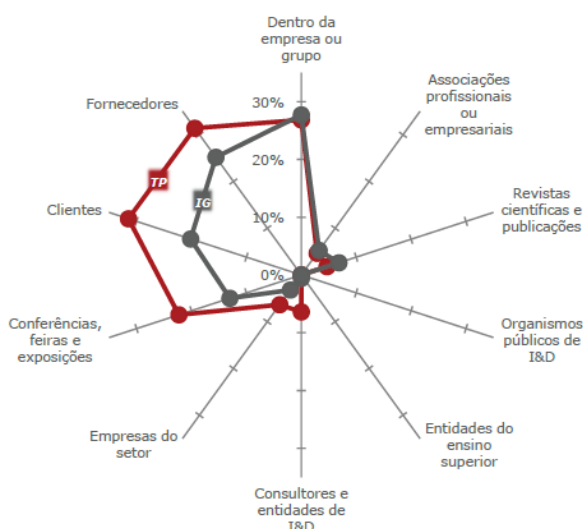 Dentro da
empresa ou
grupo
Associações
profissionais
ou
empresariais
Revistas
científicas e
publicações
Organismos
públicos de
I&D
Entidades do
ensino
superior
Consultores e
entidades de
I&D
Empresas do
setor
Conferências,
feiras e
exposições
Clientes
Fornecedores
30%
20%
10%
0%
TP
IG